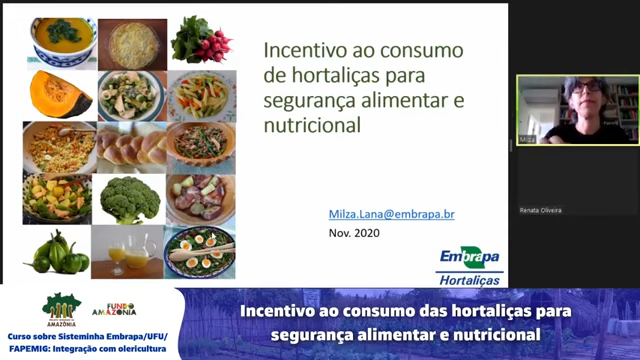 Incentivo ao consumo
de hortaliças para
segurança alimentar e
nutricional
Milza.Lana@embrapa.br
Nov. 2020
Embrapa
Hortaliças
Milza
Renata Oliveira
AMAZÔNIA
FUNDO
AMAZÔNIA
Curso sobre Sisteminha Embrapa/UFU/
FAPEMIG: Integração com olericultura
Incentivo ao consumo das hortaliças para
segurança alimentar e nutricional